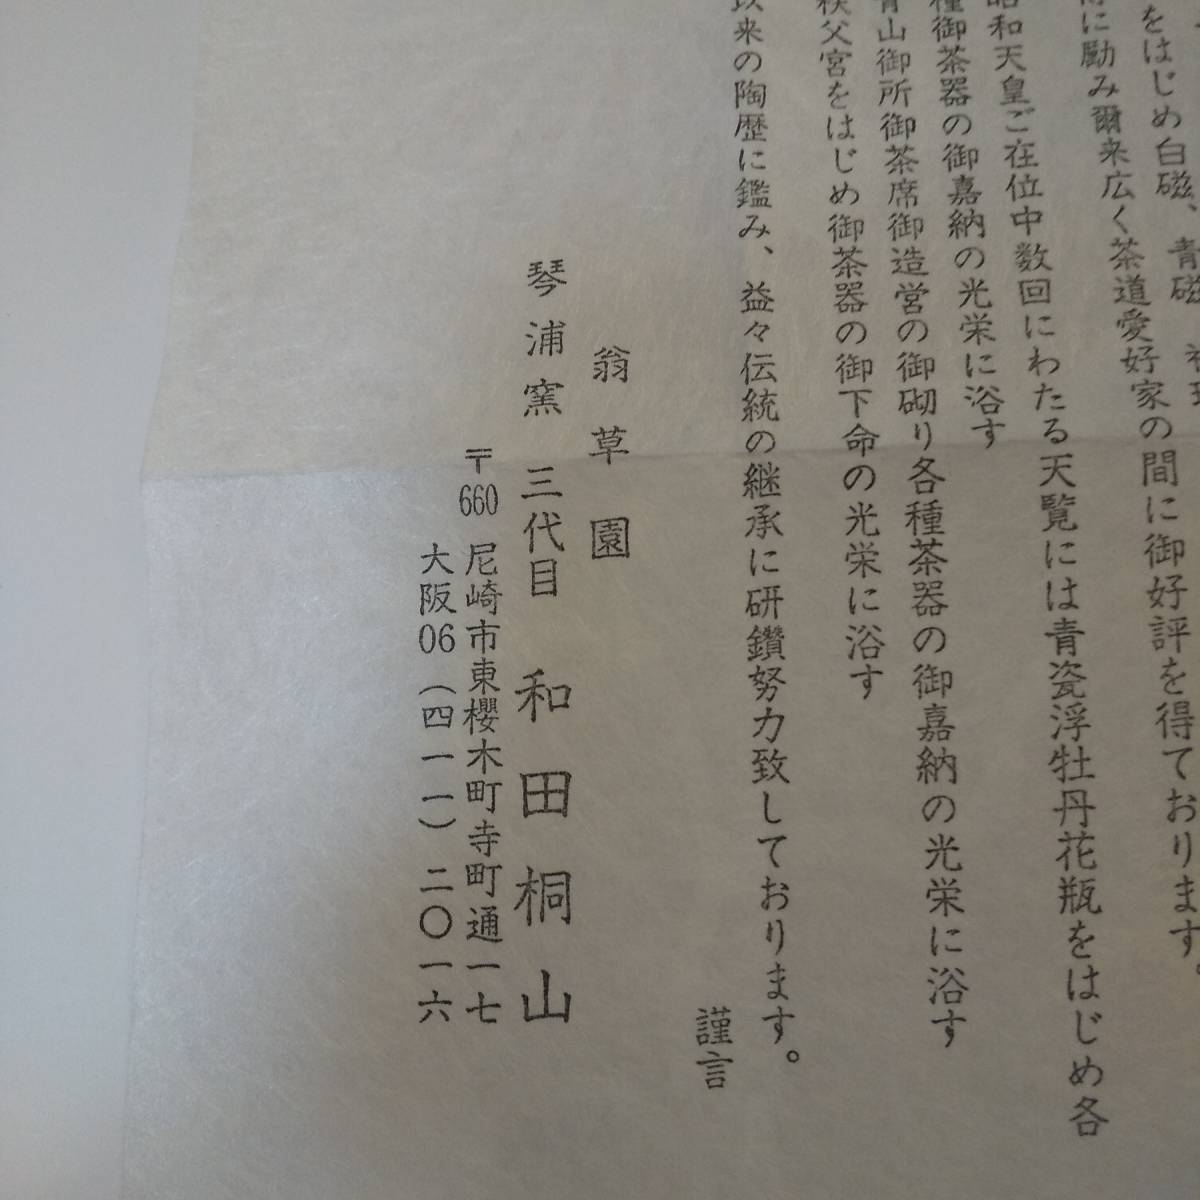 をはじめ白磁、青磁
に励み爾来広く茶道愛好家の間に御好評を得ております。
昭和天皇ご在位中数回にわたる天覧には青瓷浮牡丹花瓶をはじめ各
種御茶器の御嘉納の光栄に浴す
青山御所御茶席御造営の御砌り各種茶器の御嘉納の光栄に浴す
秩父宮をはじめ御茶器の御下命の光栄に浴す
以来の陶歴に鑑み、益々伝統の継承に研鑽努力致しております。
謹言
翁草園
琴浦窯 三代目 和田桐山
〒660 尼崎市東櫻木町寺町通一七
大阪06(四一一)二〇一六